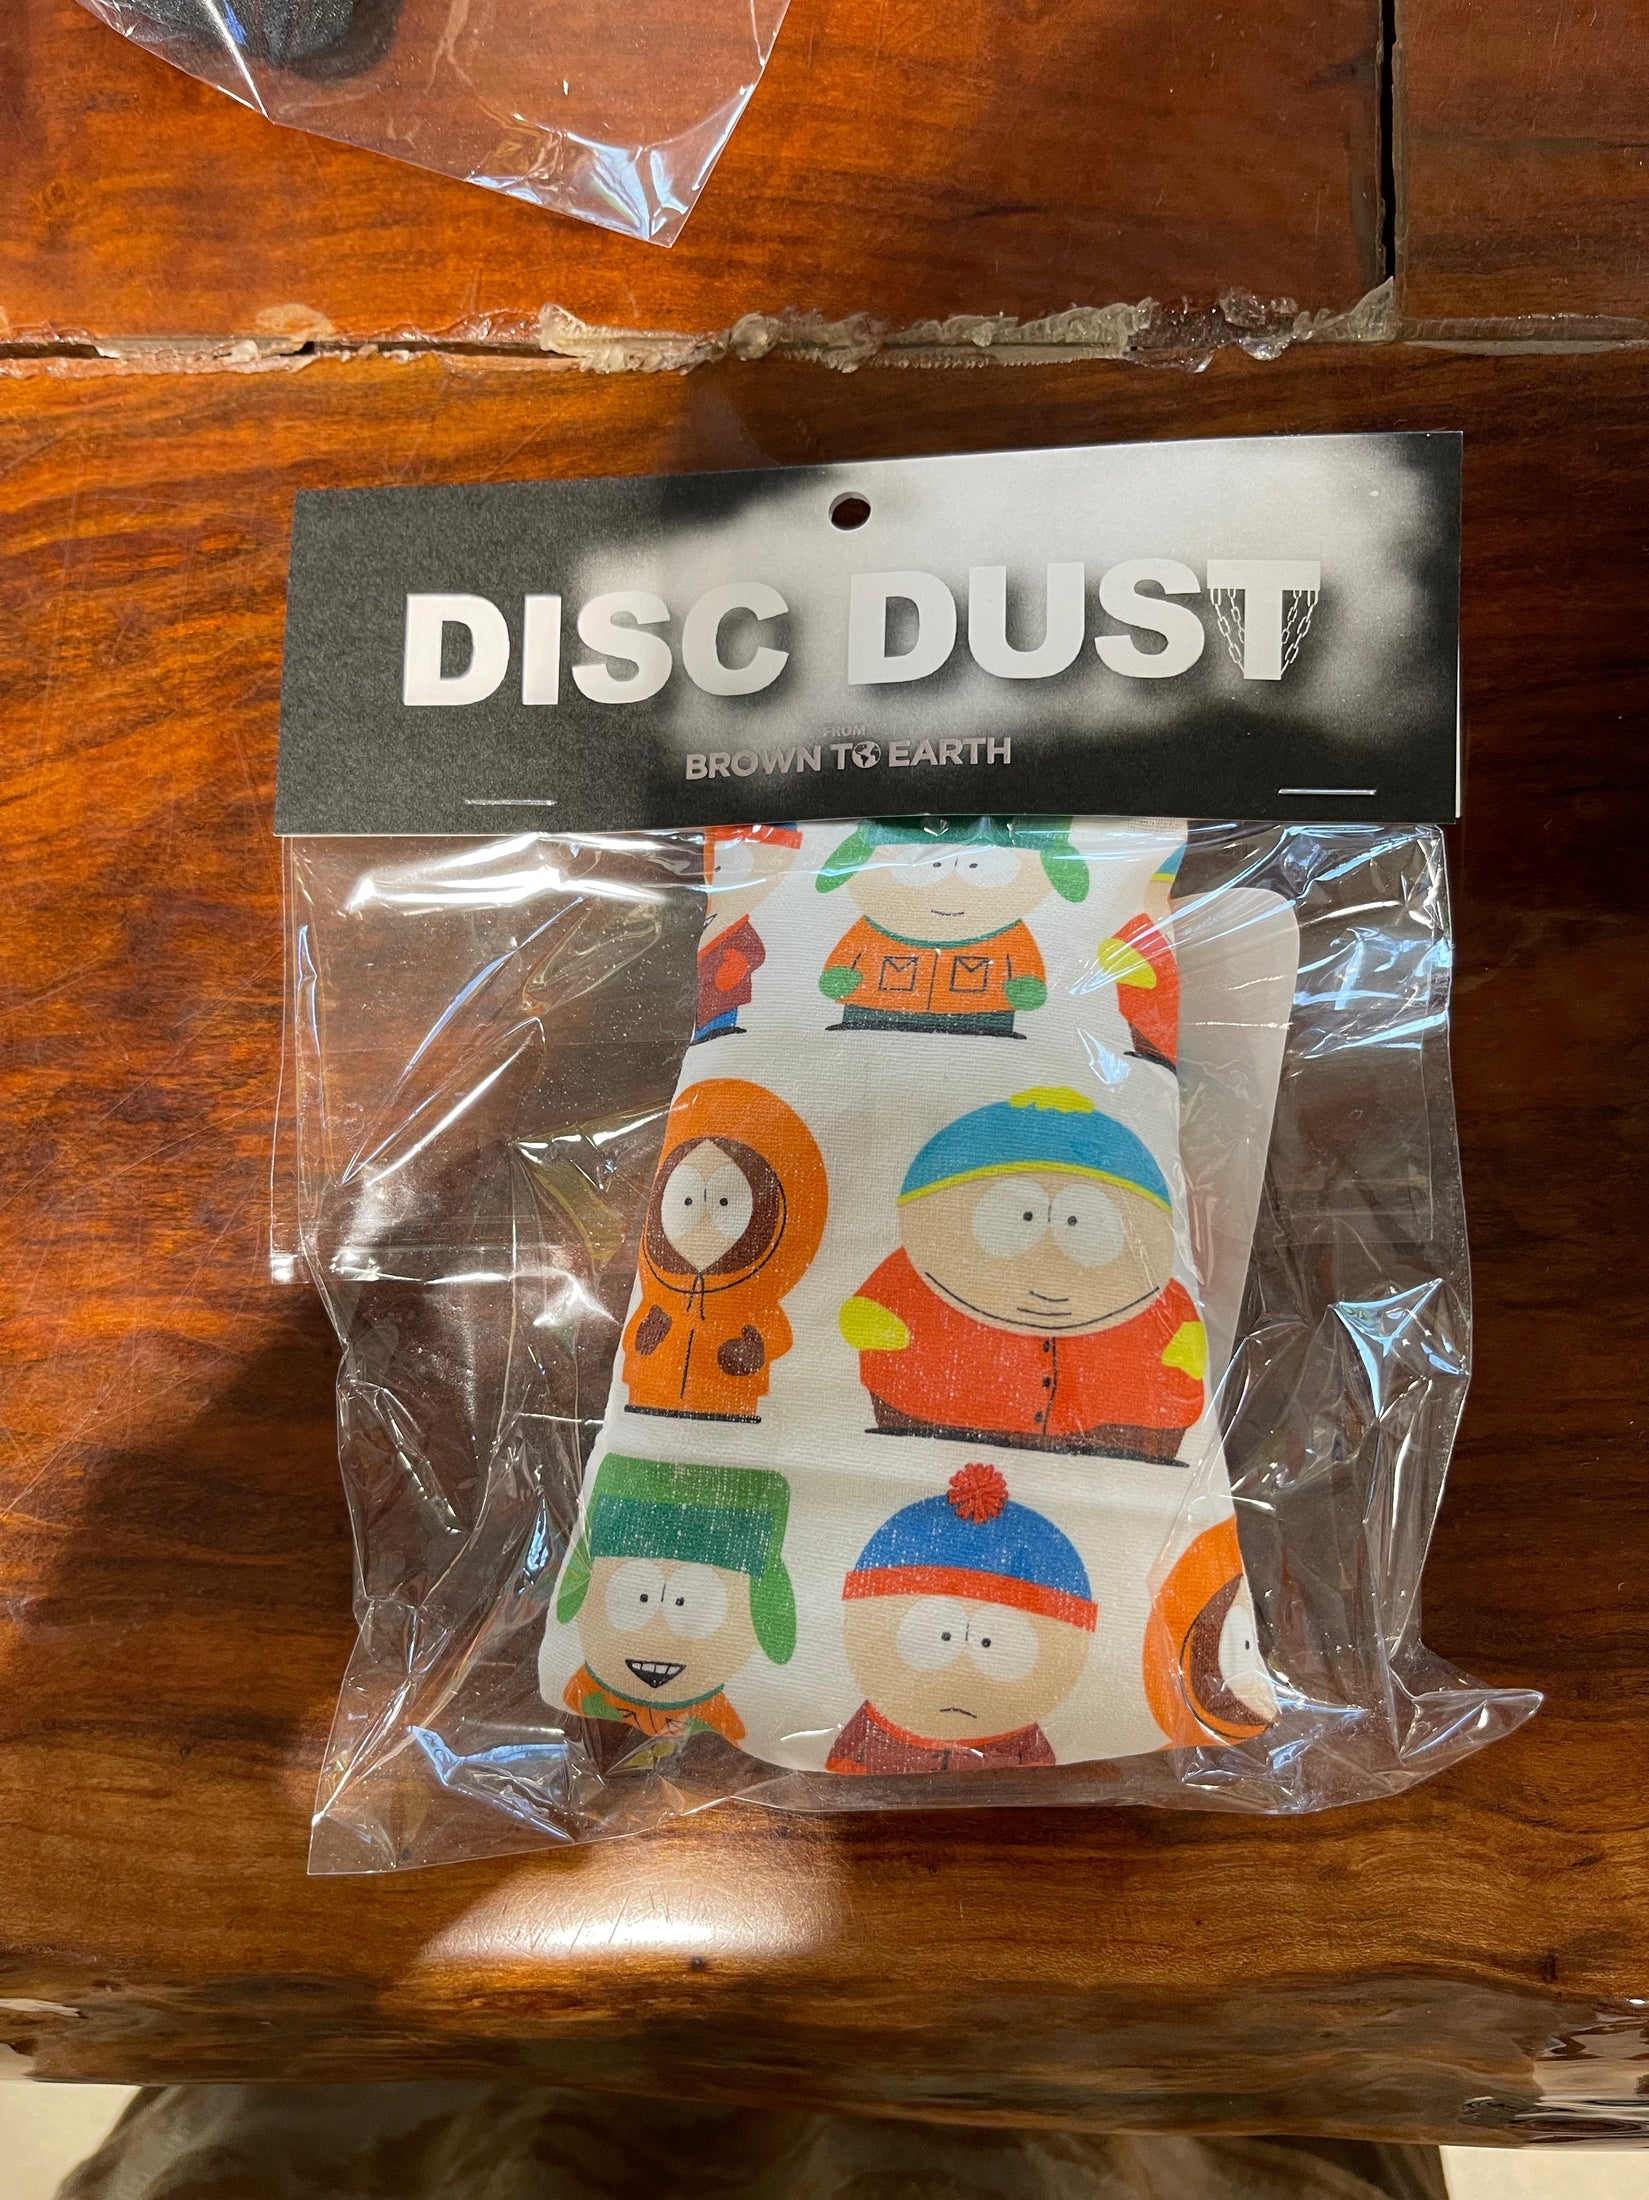 DISC DUST
FROM
BROWN TO EARTH